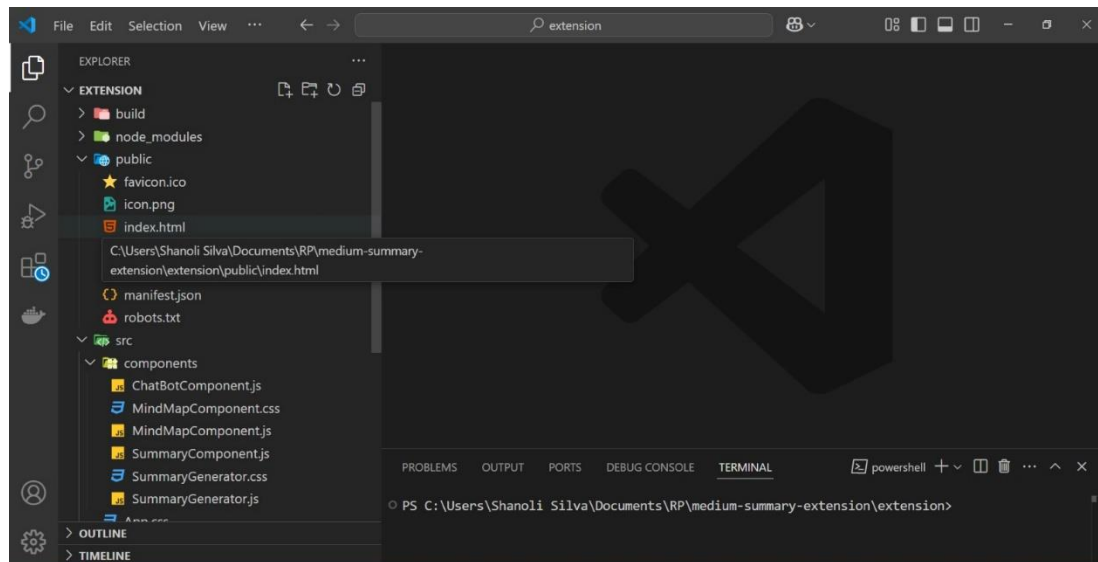 File Edit Selection View ··· extension
EXPLORER ···
EXTENSION
build
node_modules
public
favicon.ico
icon.png
index.html
C:\Users\Shanoli Silva\Documents\RP\medium-summary-
extension\extension\public\index.html
manifest.json
robots.txt
src
components
ChatBotComponent.js
MindMapComponent.css
MindMapComponent.js
SummaryComponent.js
SummaryGenerator.css
SummaryGenerator.js
App.css
OUTLINE
TIMELINE
PROBLEMS OUTPUT PORTS DEBUG CONSOLE TERMINAL powershell
PS C:\Users\Shanoli Silva\Documents\RP\medium-summary-extension\extension>